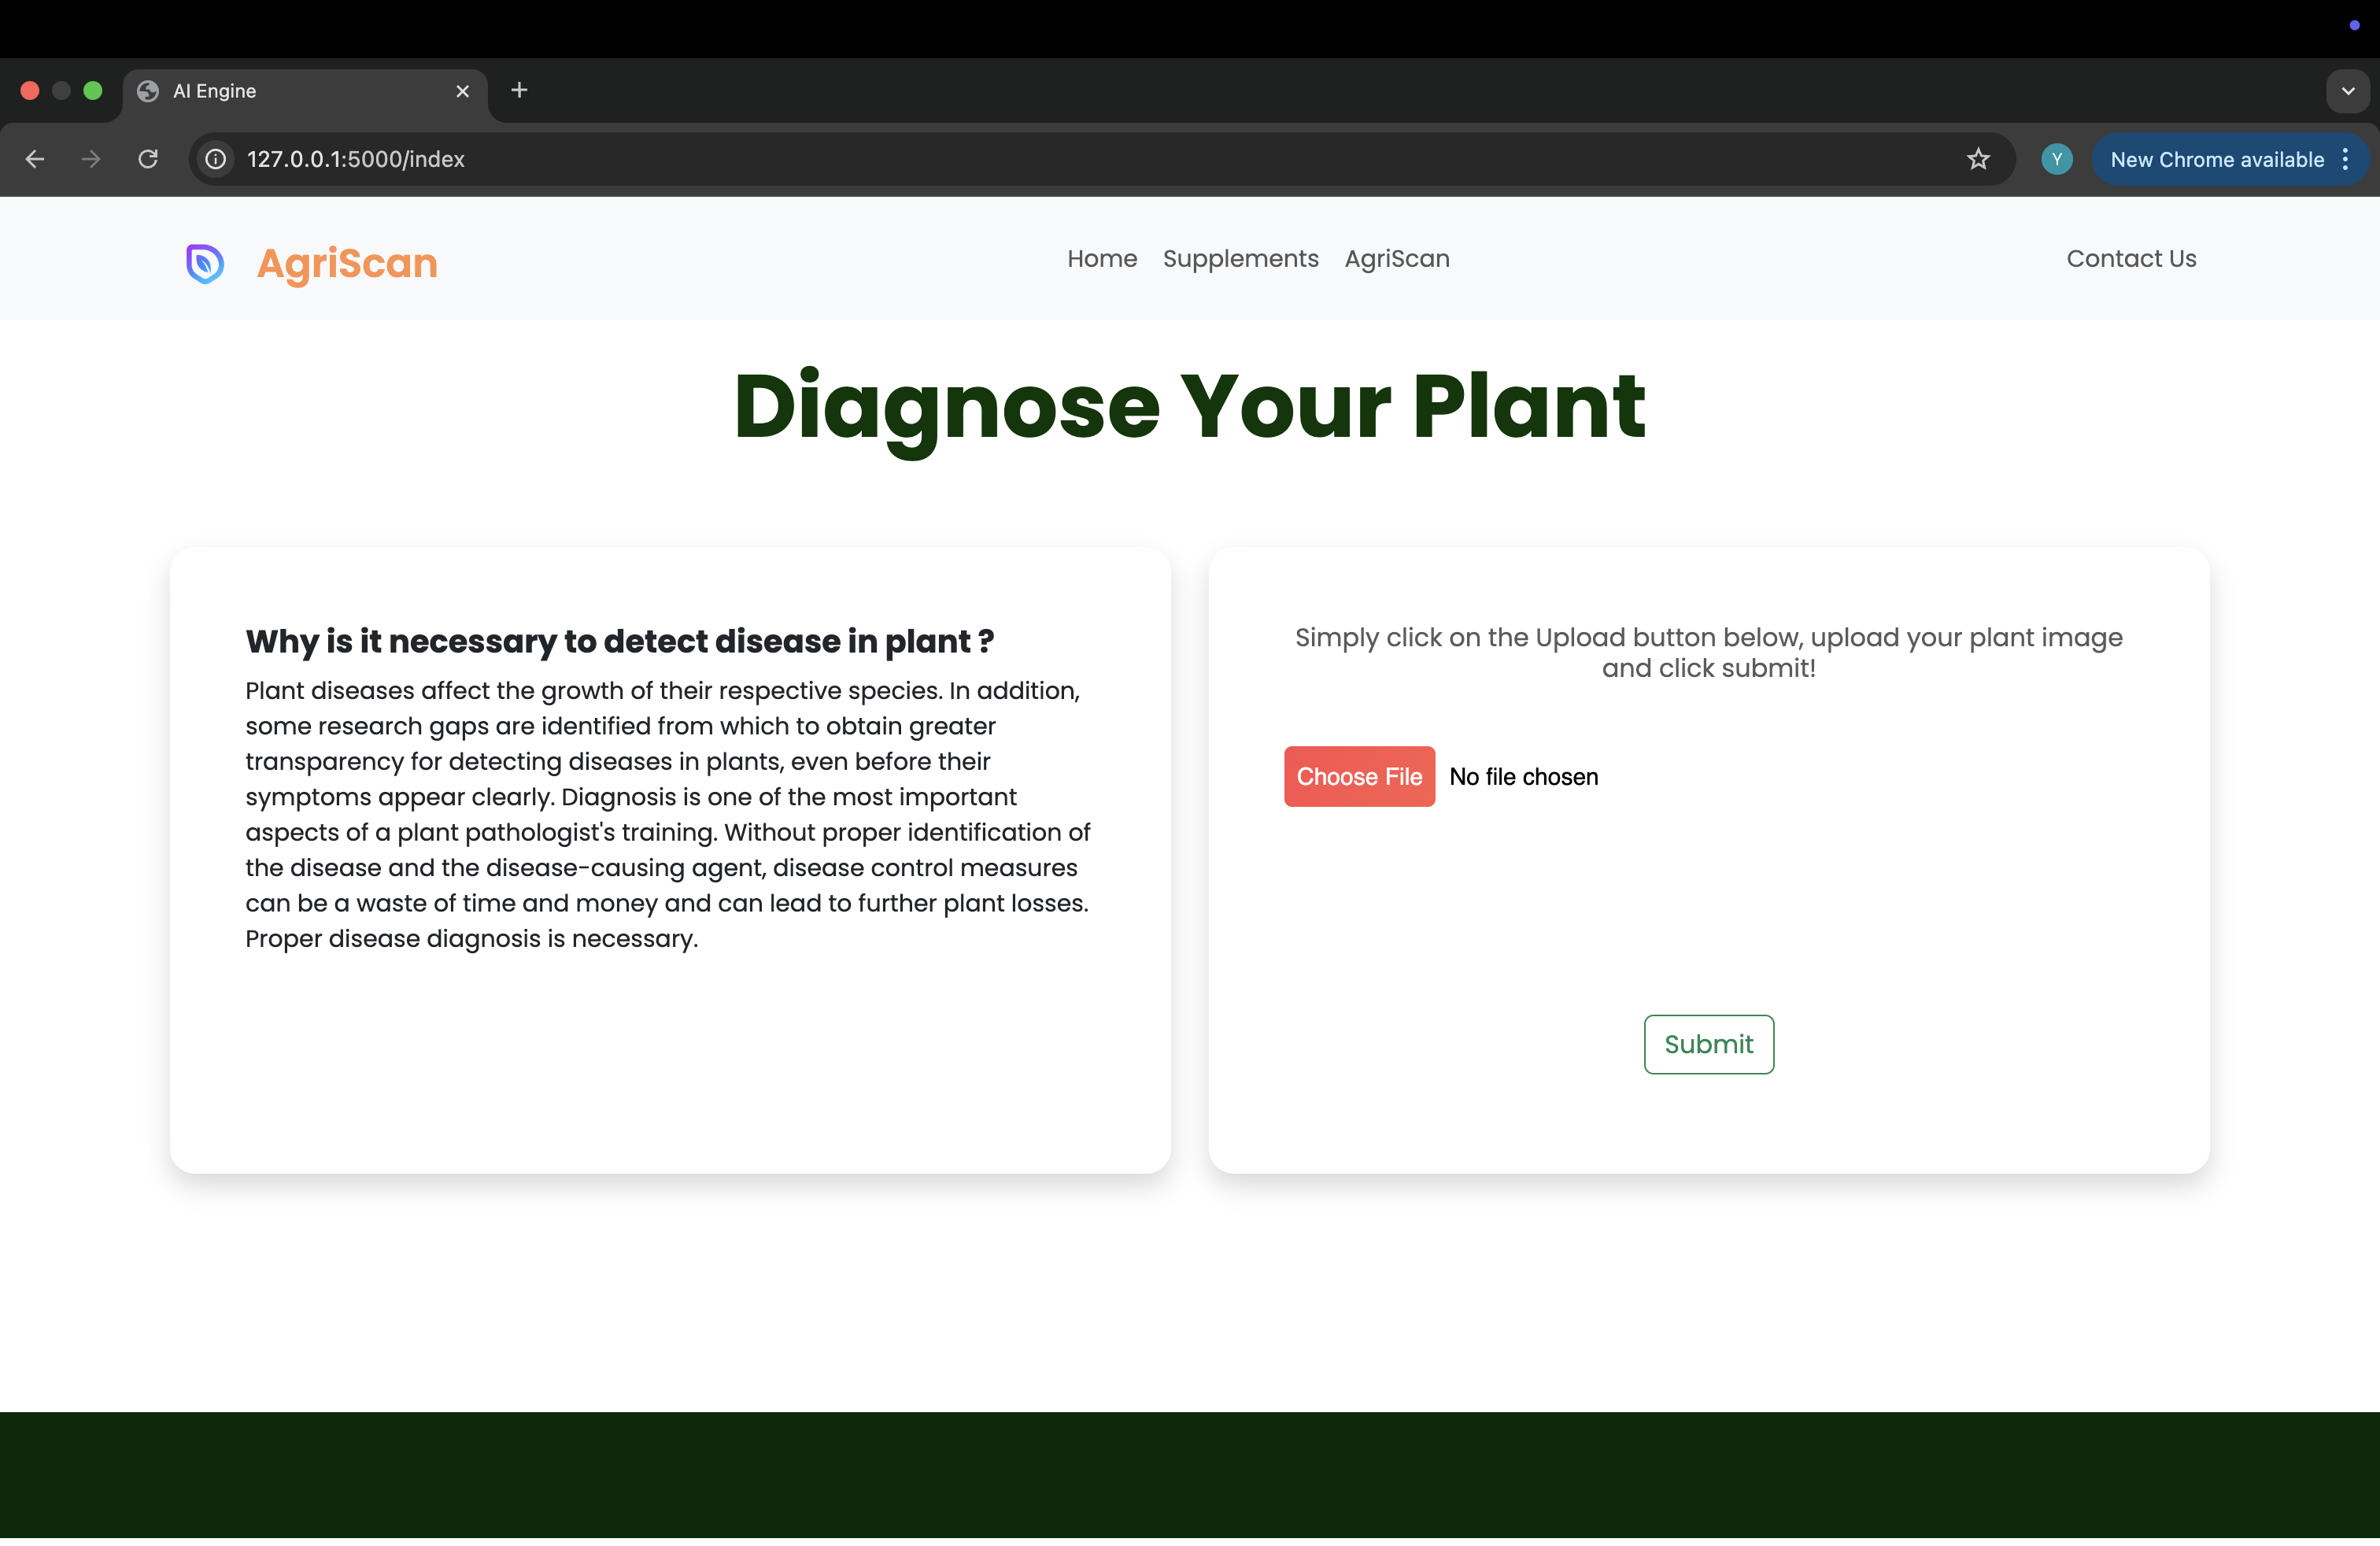 AI Engine
127.0.0.1:5000/index
Y
New Chrome available
AgriScan
Home Supplements AgriScan
Contact Us
Diagnose Your Plant
Why is it necessary to detect disease in plant ?
Plant diseases affect the growth of their respective species. In addition,
some research gaps are identified from which to obtain greater
transparency for detecting diseases in plants, even before their
symptoms appear clearly. Diagnosis is one of the most important
aspects of a plant pathologist's training. Without proper identification of
the disease and the disease-causing agent, disease control measures
can be a waste of time and money and can lead to further plant losses.
Proper disease diagnosis is necessary.
Simply click on the Upload button below, upload your plant image
and click submit!
Choose File No file chosen
Submit